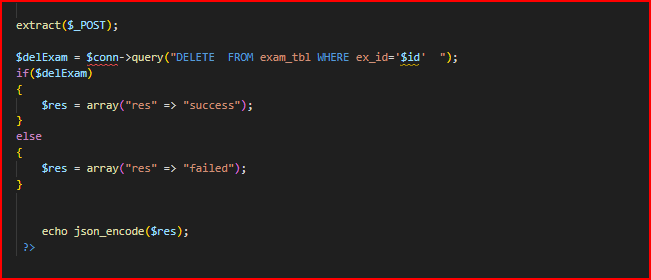 extract($_POST);
$delExam = $conn->query("DELETE  FROM exam_tbl WHERE ex_id='$id'  ");
if($delExam)
{
    $res = array("res" => "success");
}
else
{
    $res = array("res" => "failed");
}
    echo json_encode($res);
 ?>